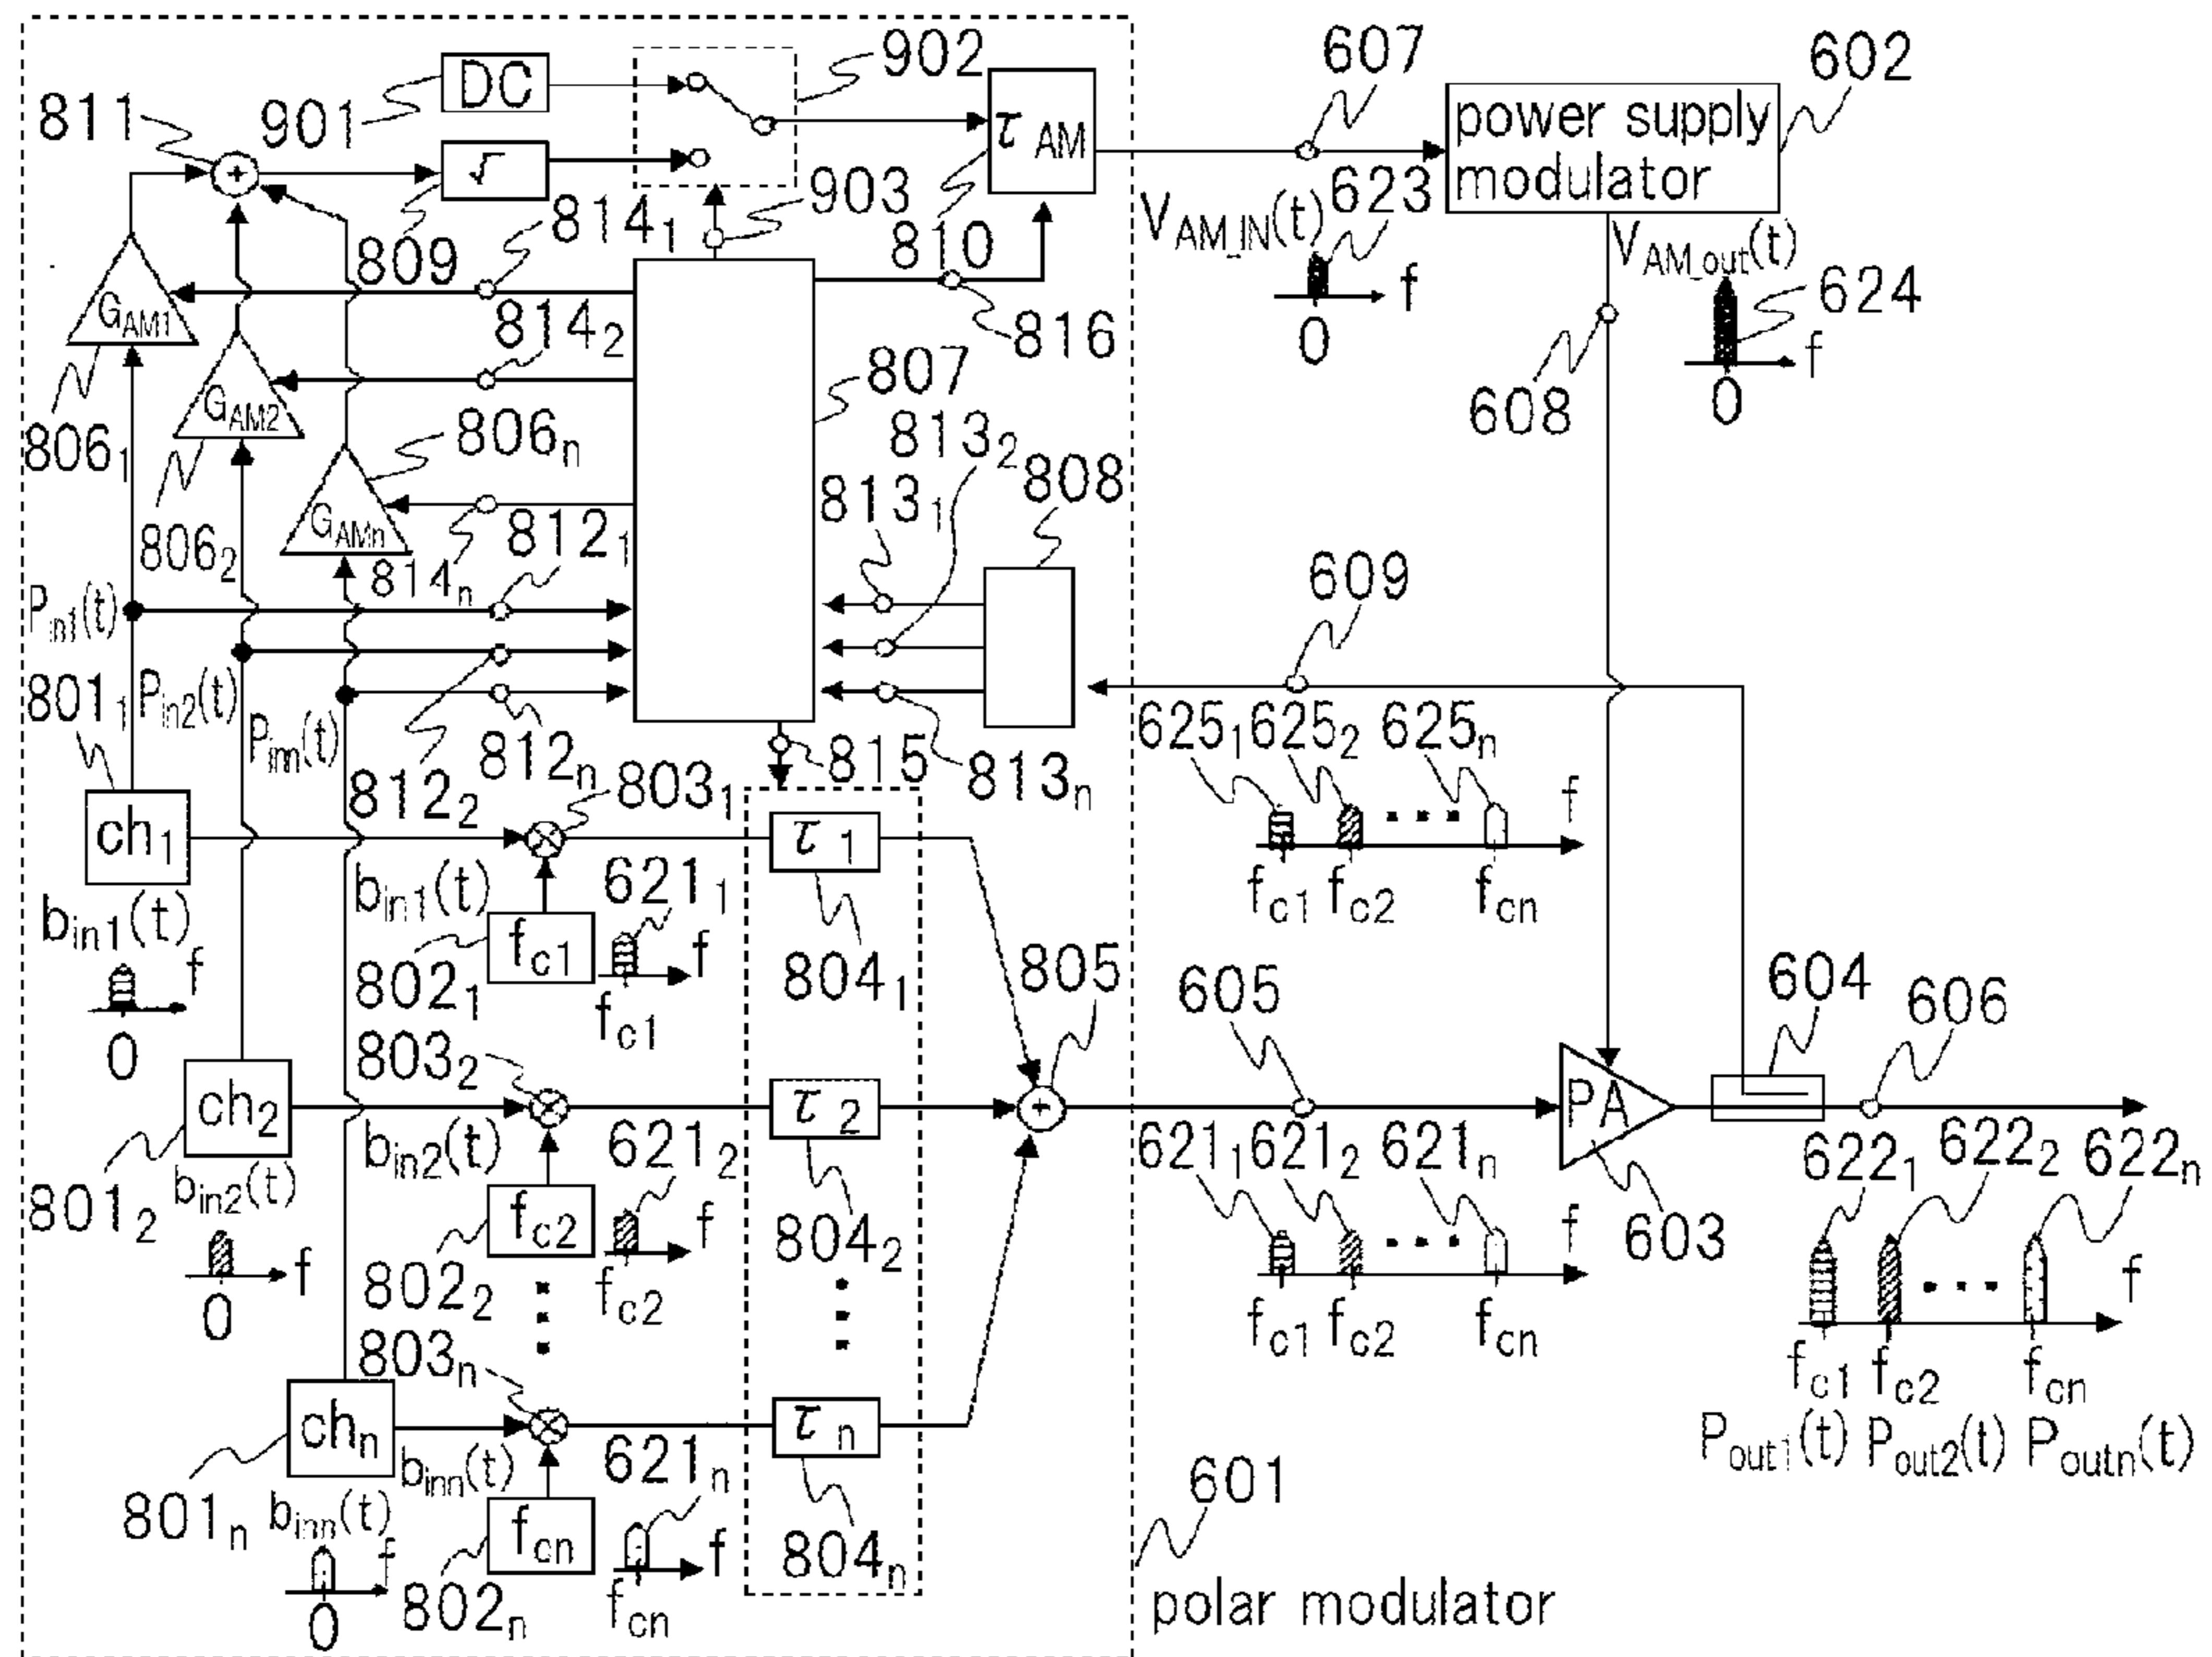 902
607
602
DC
811
901
τ AM
power supply
modulator
+
√
903
623
814₁
V_AM_IN(t)
V_AM_out(t)
809
810
624
G_AM1
f
814₂
816
0
f
807
608
0
G_AM2
813₂
806₁
806ₙ
808
813₁
G_AMn
812₁
806₂
609
814ₙ
P_in1(t)
801₁
P_in2(t)
P_inn(t)
625₁ 625₂ 625ₙ
815
812ₙ
813ₙ
812₂
803₁
f
ch₁
τ 1
f_c1 f_c2 f_cn
b_in1(t)
621₁
b_in1(t)
f_c1
f
805
604
f
802₁
804₁
605
606
f_c1
0
803₂
ch₂
τ 2
+
PA
b_in2(t)
621₂
621₁ 621₂ 621ₙ
622₁ 622₂ 622ₙ
801₂
b_in2(t)
f_c2
f
804₂
f
603
f
802₂
f_c2
f_c1 f_c2 f_cn
f
0
803ₙ
f_c1 f_c2 f_cn
chₙ
τ n
P_out1(t) P_out2(t) P_outn(t)
b_inn(t)
621ₙ
601
801ₙ
b_inn(t)
f_cn
f
804ₙ
f
802ₙ
f_cn
0
polar modulator